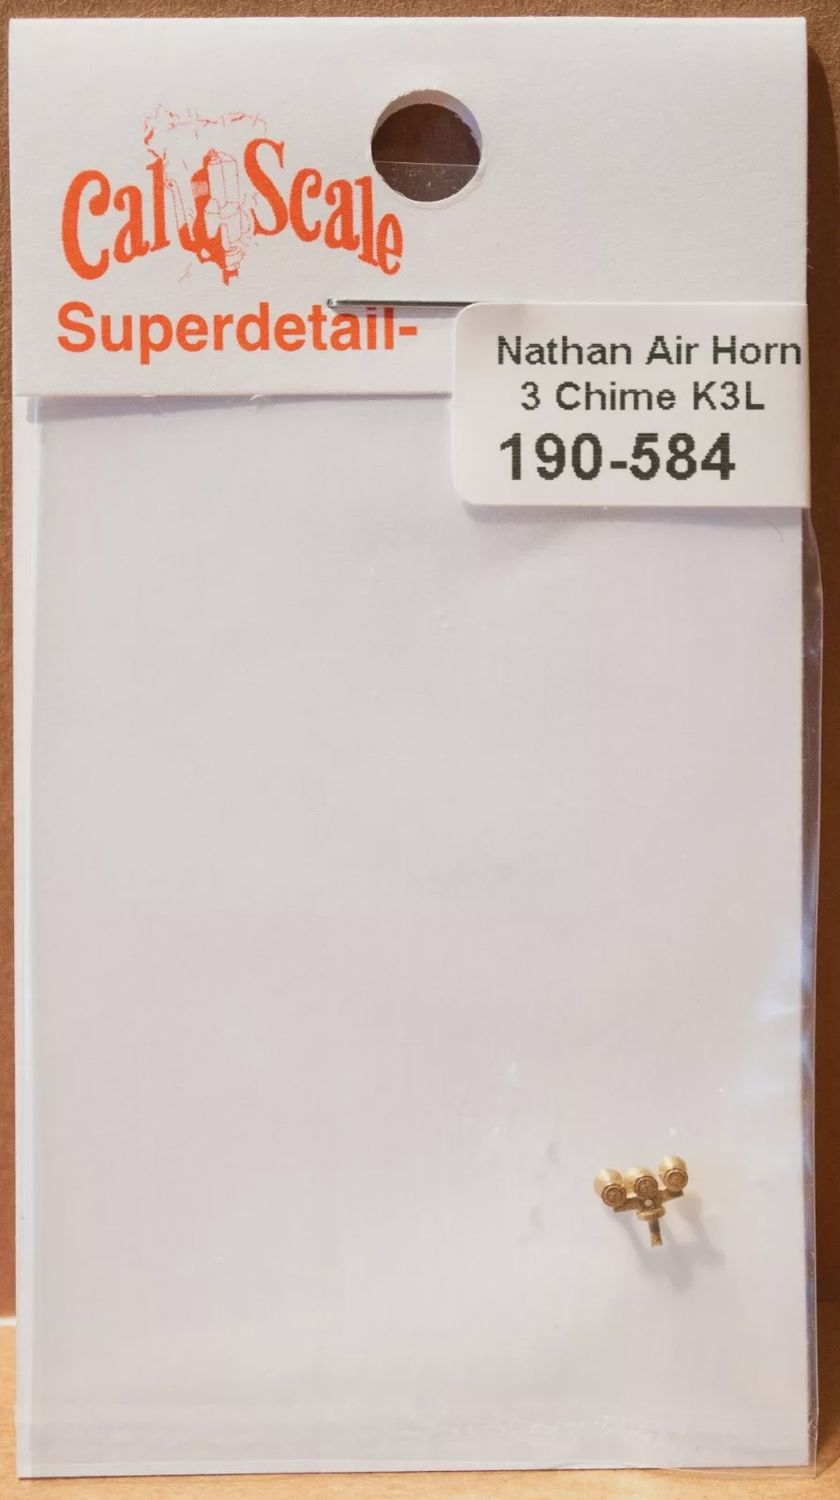 Cal Scale
Superdetail-
Nathan Air Horn
3 Chime K3L
190-584